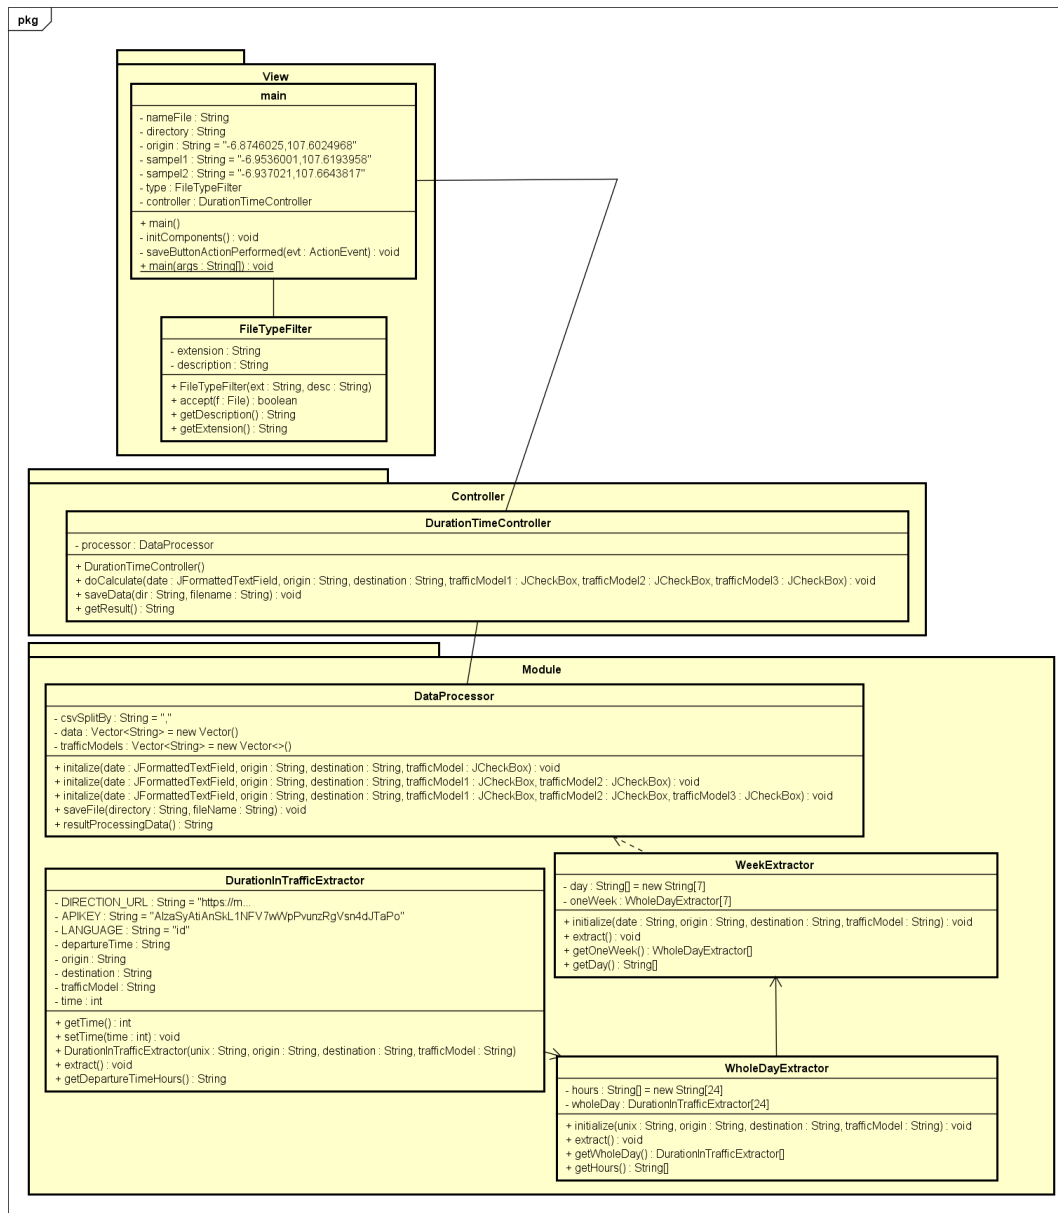 pkg
View
main
- nameFile : String
- directory : String
- origin : String = "-6.8746025,107.6024968"
- sampel1 : String = "-6.9536001,107.6193958"
- sampel2 : String = "-6.937021,107.6643817"
- type : FileTypeFilter
- controller : DurationTimeController
+ main()
- initComponents() : void
- saveButtonActionPerformed(evt : ActionEvent) : void
+ main(args : String[]) : void
FileTypeFilter
- extension : String
- description : String
+ FileTypeFilter(ext : String, desc : String)
+ accept(f : File) : boolean
+ getDescription() : String
+ getExtension() : String
Controller
DurationTimeController
- processor : DataProcessor
+ DurationTimeController()
+ doCalculate(date : JFormattedTextField, origin : String, destination : String, trafficModel1 : JCheckBox, trafficModel2 : JCheckBox, trafficModel3 : JCheckBox) : void
+ saveData(dir : String, filename : String) : void
+ getResult() : String
Module
DataProcessor
- csvSplitBy : String = ","
- data : Vector<String> = new Vector()
- trafficModels : Vector<String> = new Vector<>()
+ initalize(date : JFormattedTextField, origin : String, destination : String, trafficModel : JCheckBox) : void
+ initalize(date : JFormattedTextField, origin : String, destination : String, trafficModel1 : JCheckBox, trafficModel2 : JCheckBox) : void
+ initalize(date : JFormattedTextField, origin : String, destination : String, trafficModel1 : JCheckBox, trafficModel2 : JCheckBox, trafficModel3 : JCheckBox) : void
+ saveFile(directory : String, fileName : String) : void
+ resultProcessingData() : String
DurationInTrafficExtractor
- DIRECTION_URL : String = "https://m...
- APIKEY : String = "AIzaSyAtiAnSkL1NFV7wWpPvunzRgVsn4dJTaPo"
- LANGUAGE : String = "id"
- departureTime : String
- origin : String
- destination : String
- trafficModel : String
- time : int
+ getTime() : int
+ setTime(time : int) : void
+ DurationInTrafficExtractor(unix : String, origin : String, destination : String, trafficModel : String)
+ extract() : void
+ getDepartureTimeHours() : String
WeekExtractor
- day : String[] = new String[7]
- oneWeek : WholeDayExtractor[7]
+ initialize(date : String, origin : String, destination : String, trafficModel : String) : void
+ extract() : void
+ getOneWeek() : WholeDayExtractor[]
+ getDay() : String[]
WholeDayExtractor
- hours : String[] = new String[24]
- wholeDay : DurationInTrafficExtractor[24]
+ initialize(unix : String, origin : String, destination : String, trafficModel : String) : void
+ extract() : void
+ getWholeDay() : DurationInTrafficExtractor[]
+ getHours() : String[]